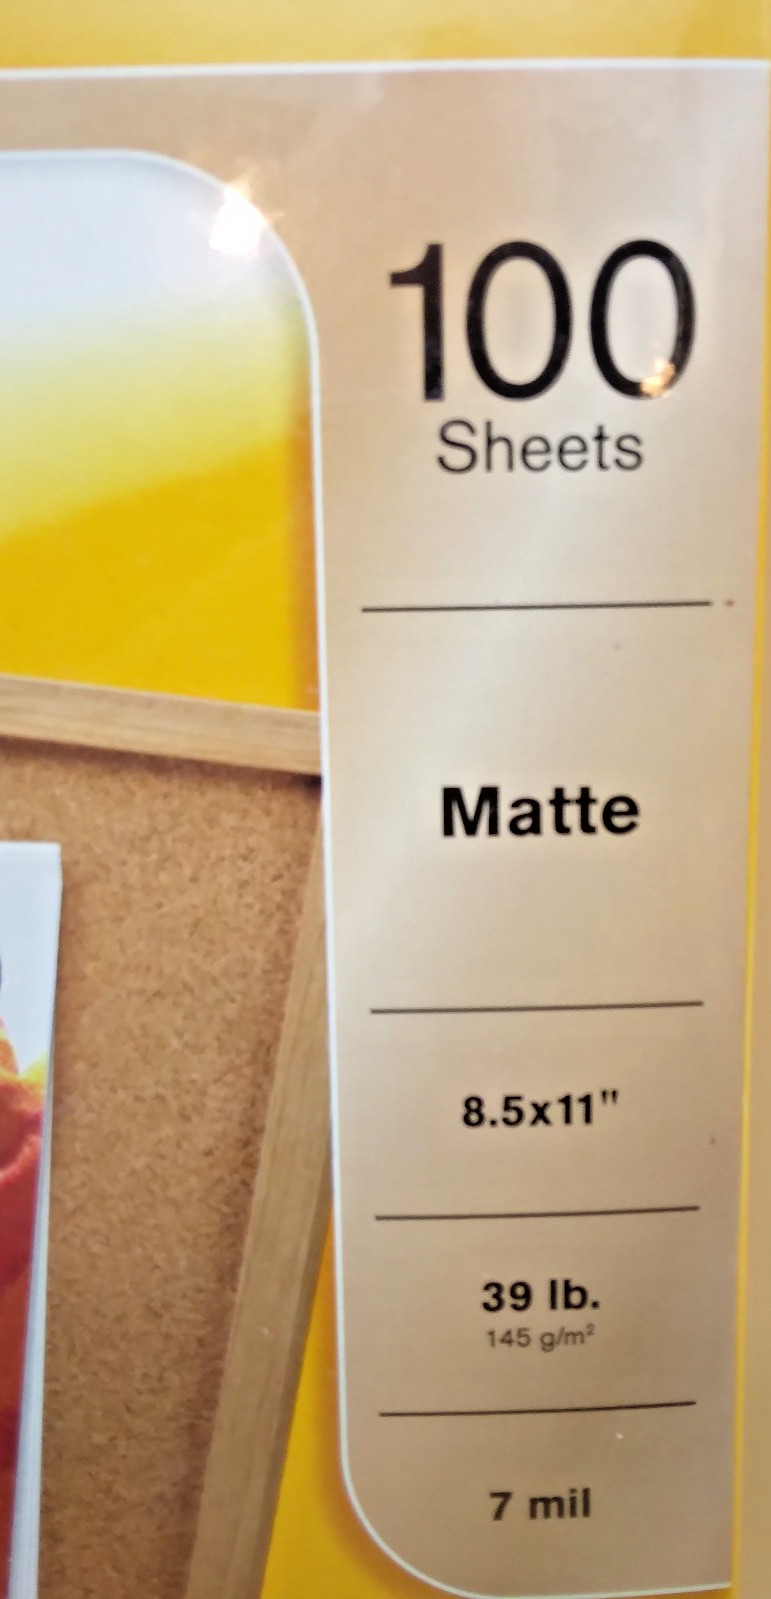 100
Sheets
Matte
8.5x11"
39 lb.
145 g/m²
7 mil